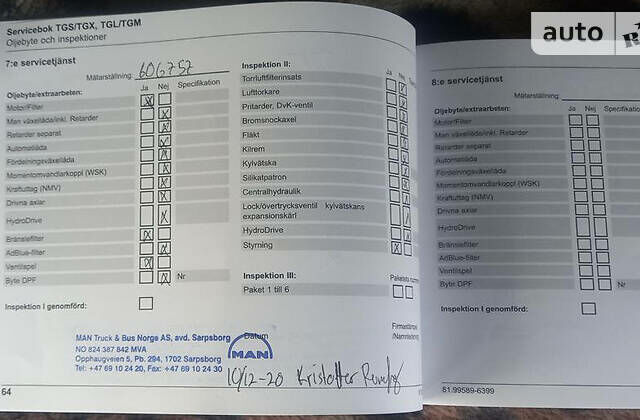 Servicebok TGS/TGX, TGL/TGM
Oljebyte och inspektioner
7:e servicetjänst
Mätarställning: 606757
Oljebyte/extraarbeten: Ja Nej Specifikation
Motor/Filter
Man växellåda/inkl. Retarder
Retarder separat
Automatlåda
Fördelningsväxellåda
Momentomvandlarkoppl (WSK)
Kraftuttag (NMV)
Drivna axlar
HydroDrive
Bränslefilter
AdBlue-filter
Ventilspel
Byte DPF Nr
Inspektion I genomförd:
MAN Truck & Bus Norge AS, avd. Sarpsborg
NO 824 387 842 MVA
Opphaugveien 5, Pb. 294, 1702 Sarpsborg
Tel: +47 69 10 24 20, Fax: +47 69 10 24 30
64
Inspektion II:
Ja Nej
Torrluftfilterinsats
Lufttorkare
Pritarder, DvK-ventil
Bromsnockaxel
Fläkt
Kilrem
Kylvätska
Silikatpatron
Centralhydraulik
Lock/övertrycksventil kylvätskans
expansionskärl
HydroDrive
Styrning
Inspektion III:
Paket 1 till 6
Datum
MAN
10/12-20 Kristoffer
8:e servicetjänst
Mätarställning:
Oljebyte/extraarbeten: Ja Nej
Motor/Filter
Man växellåda/inkl. Retarder
Retarder separat
Automatlåda
Fördelningsväxellåda
Momentomvandlarkoppl (WSK)
Kraftuttag (NMV)
Drivna axlar
HydroDrive
Bränslefilter
AdBlue-filter
Ventilspel
Byte DPF Nr
Inspektion I genomförd:
81.99589-6399
auto